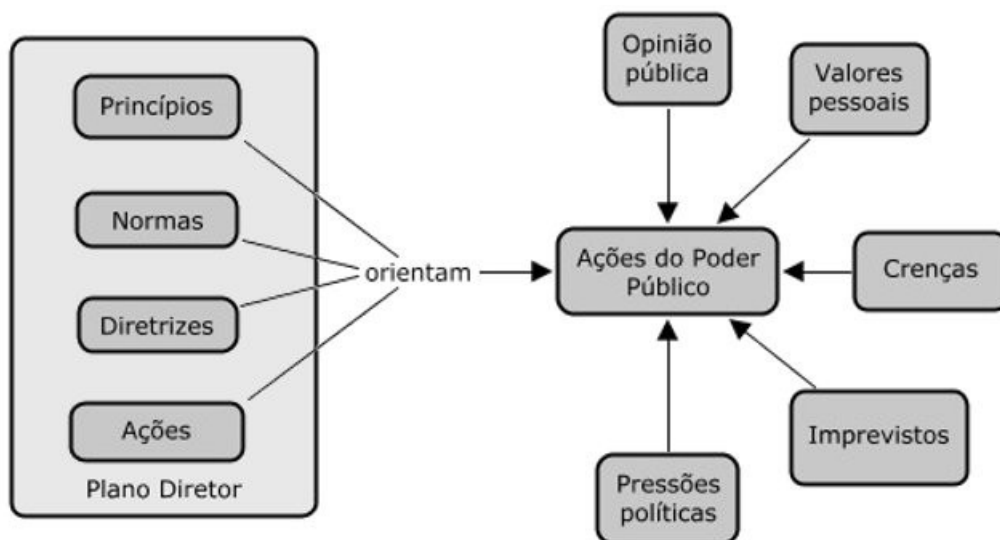 Princípios
Normas
Diretrizes
Ações
Plano Diretor
orientam
Opinião
pública
Valores
pessoais
Ações do Poder
Público
Crenças
Imprevistos
Pressões
políticas